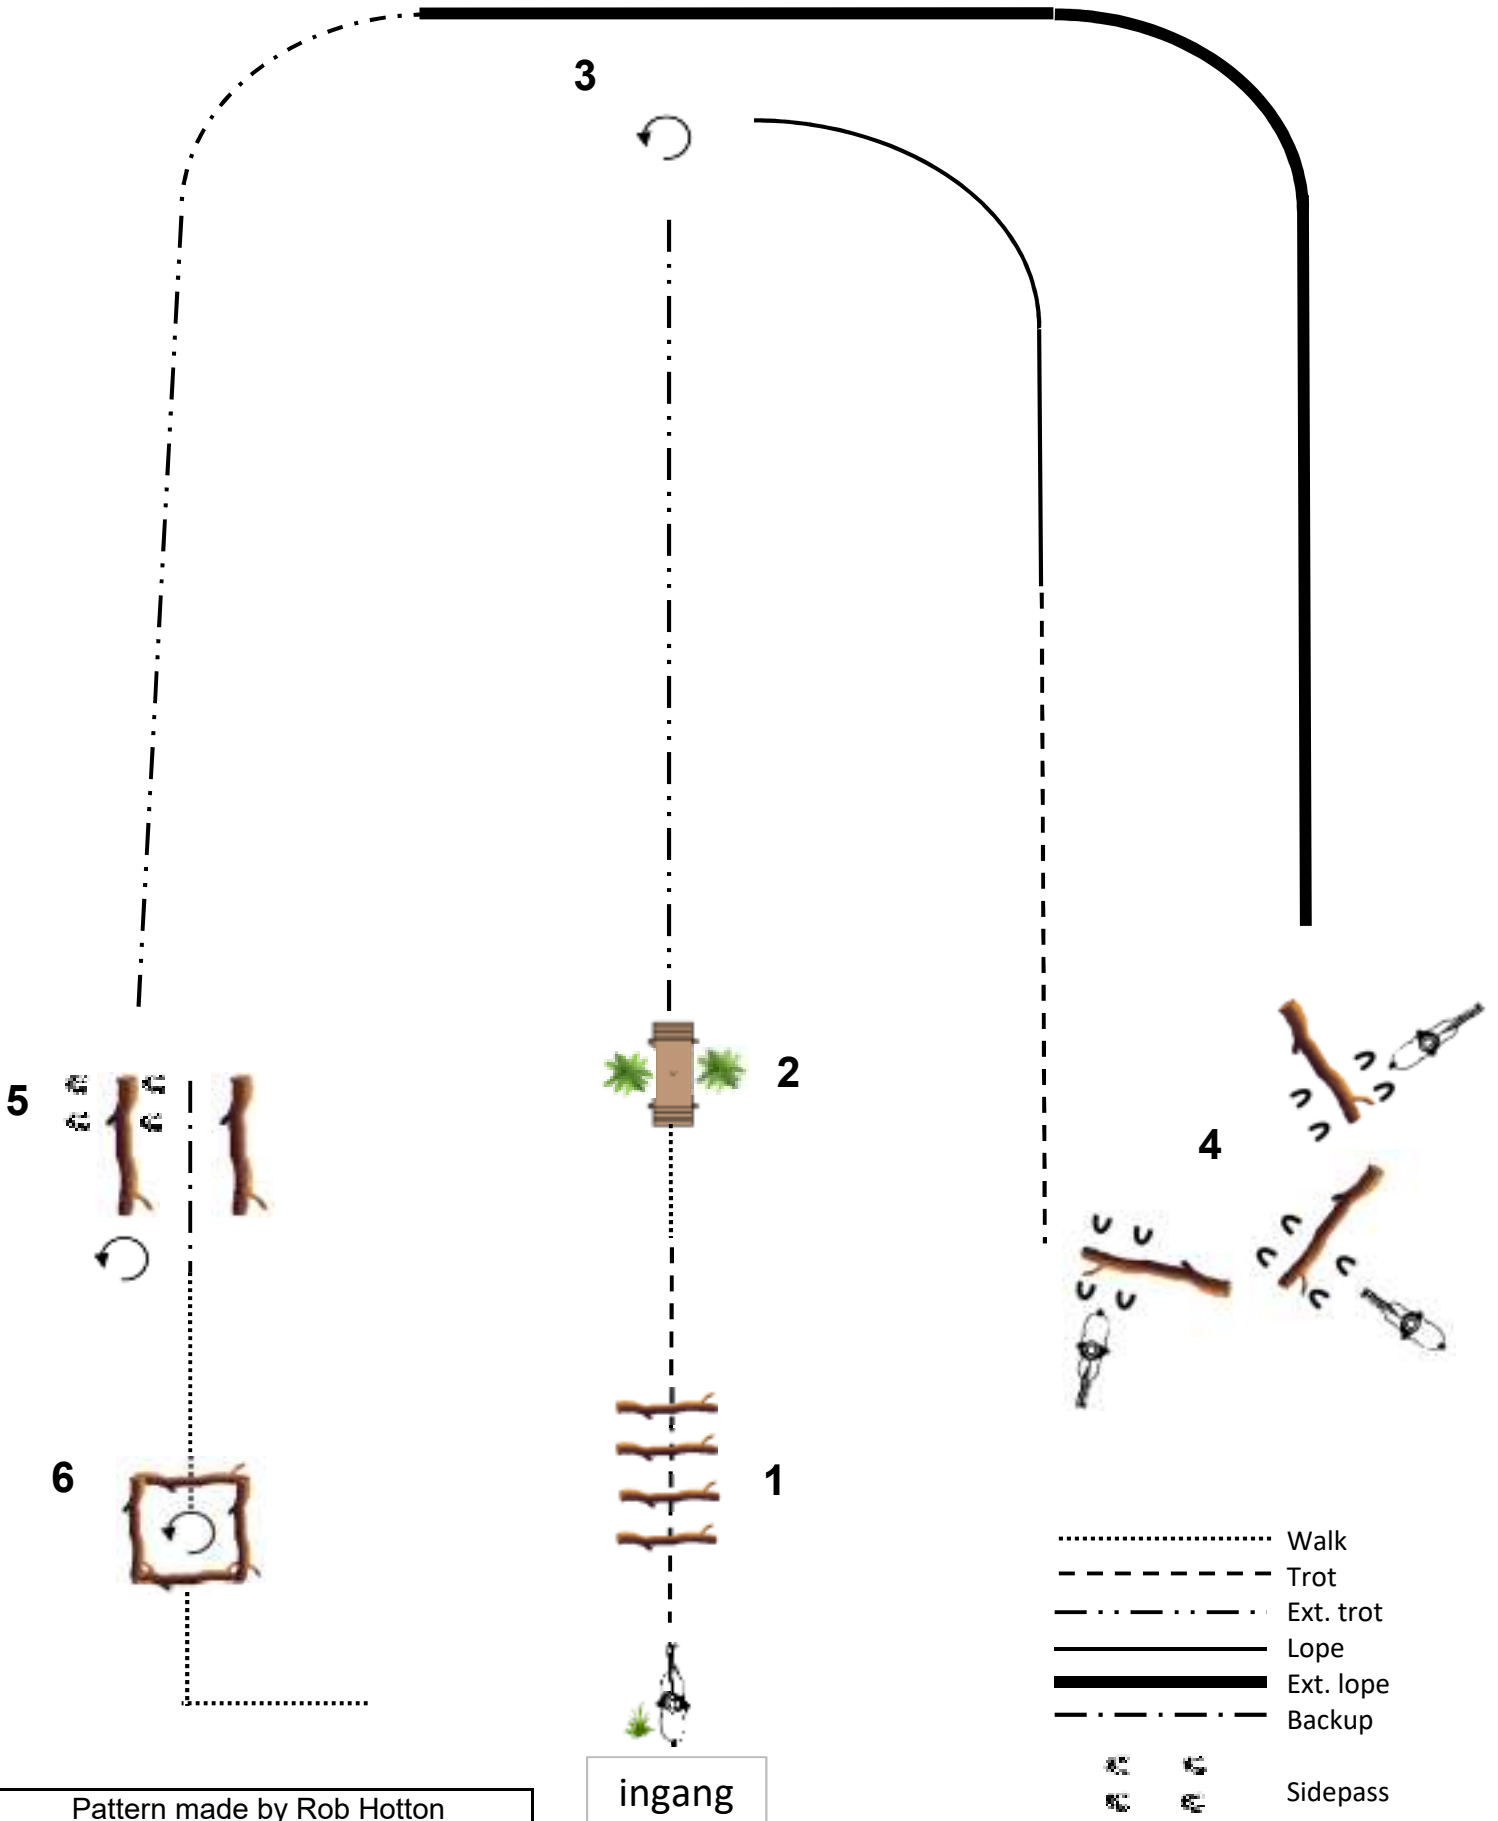 3
2
5
4
6
1
Walk
Trot
Ext. trot
Lope
Ext. lope
Backup
Sidepass
ingang
Pattern made by Rob Hotton